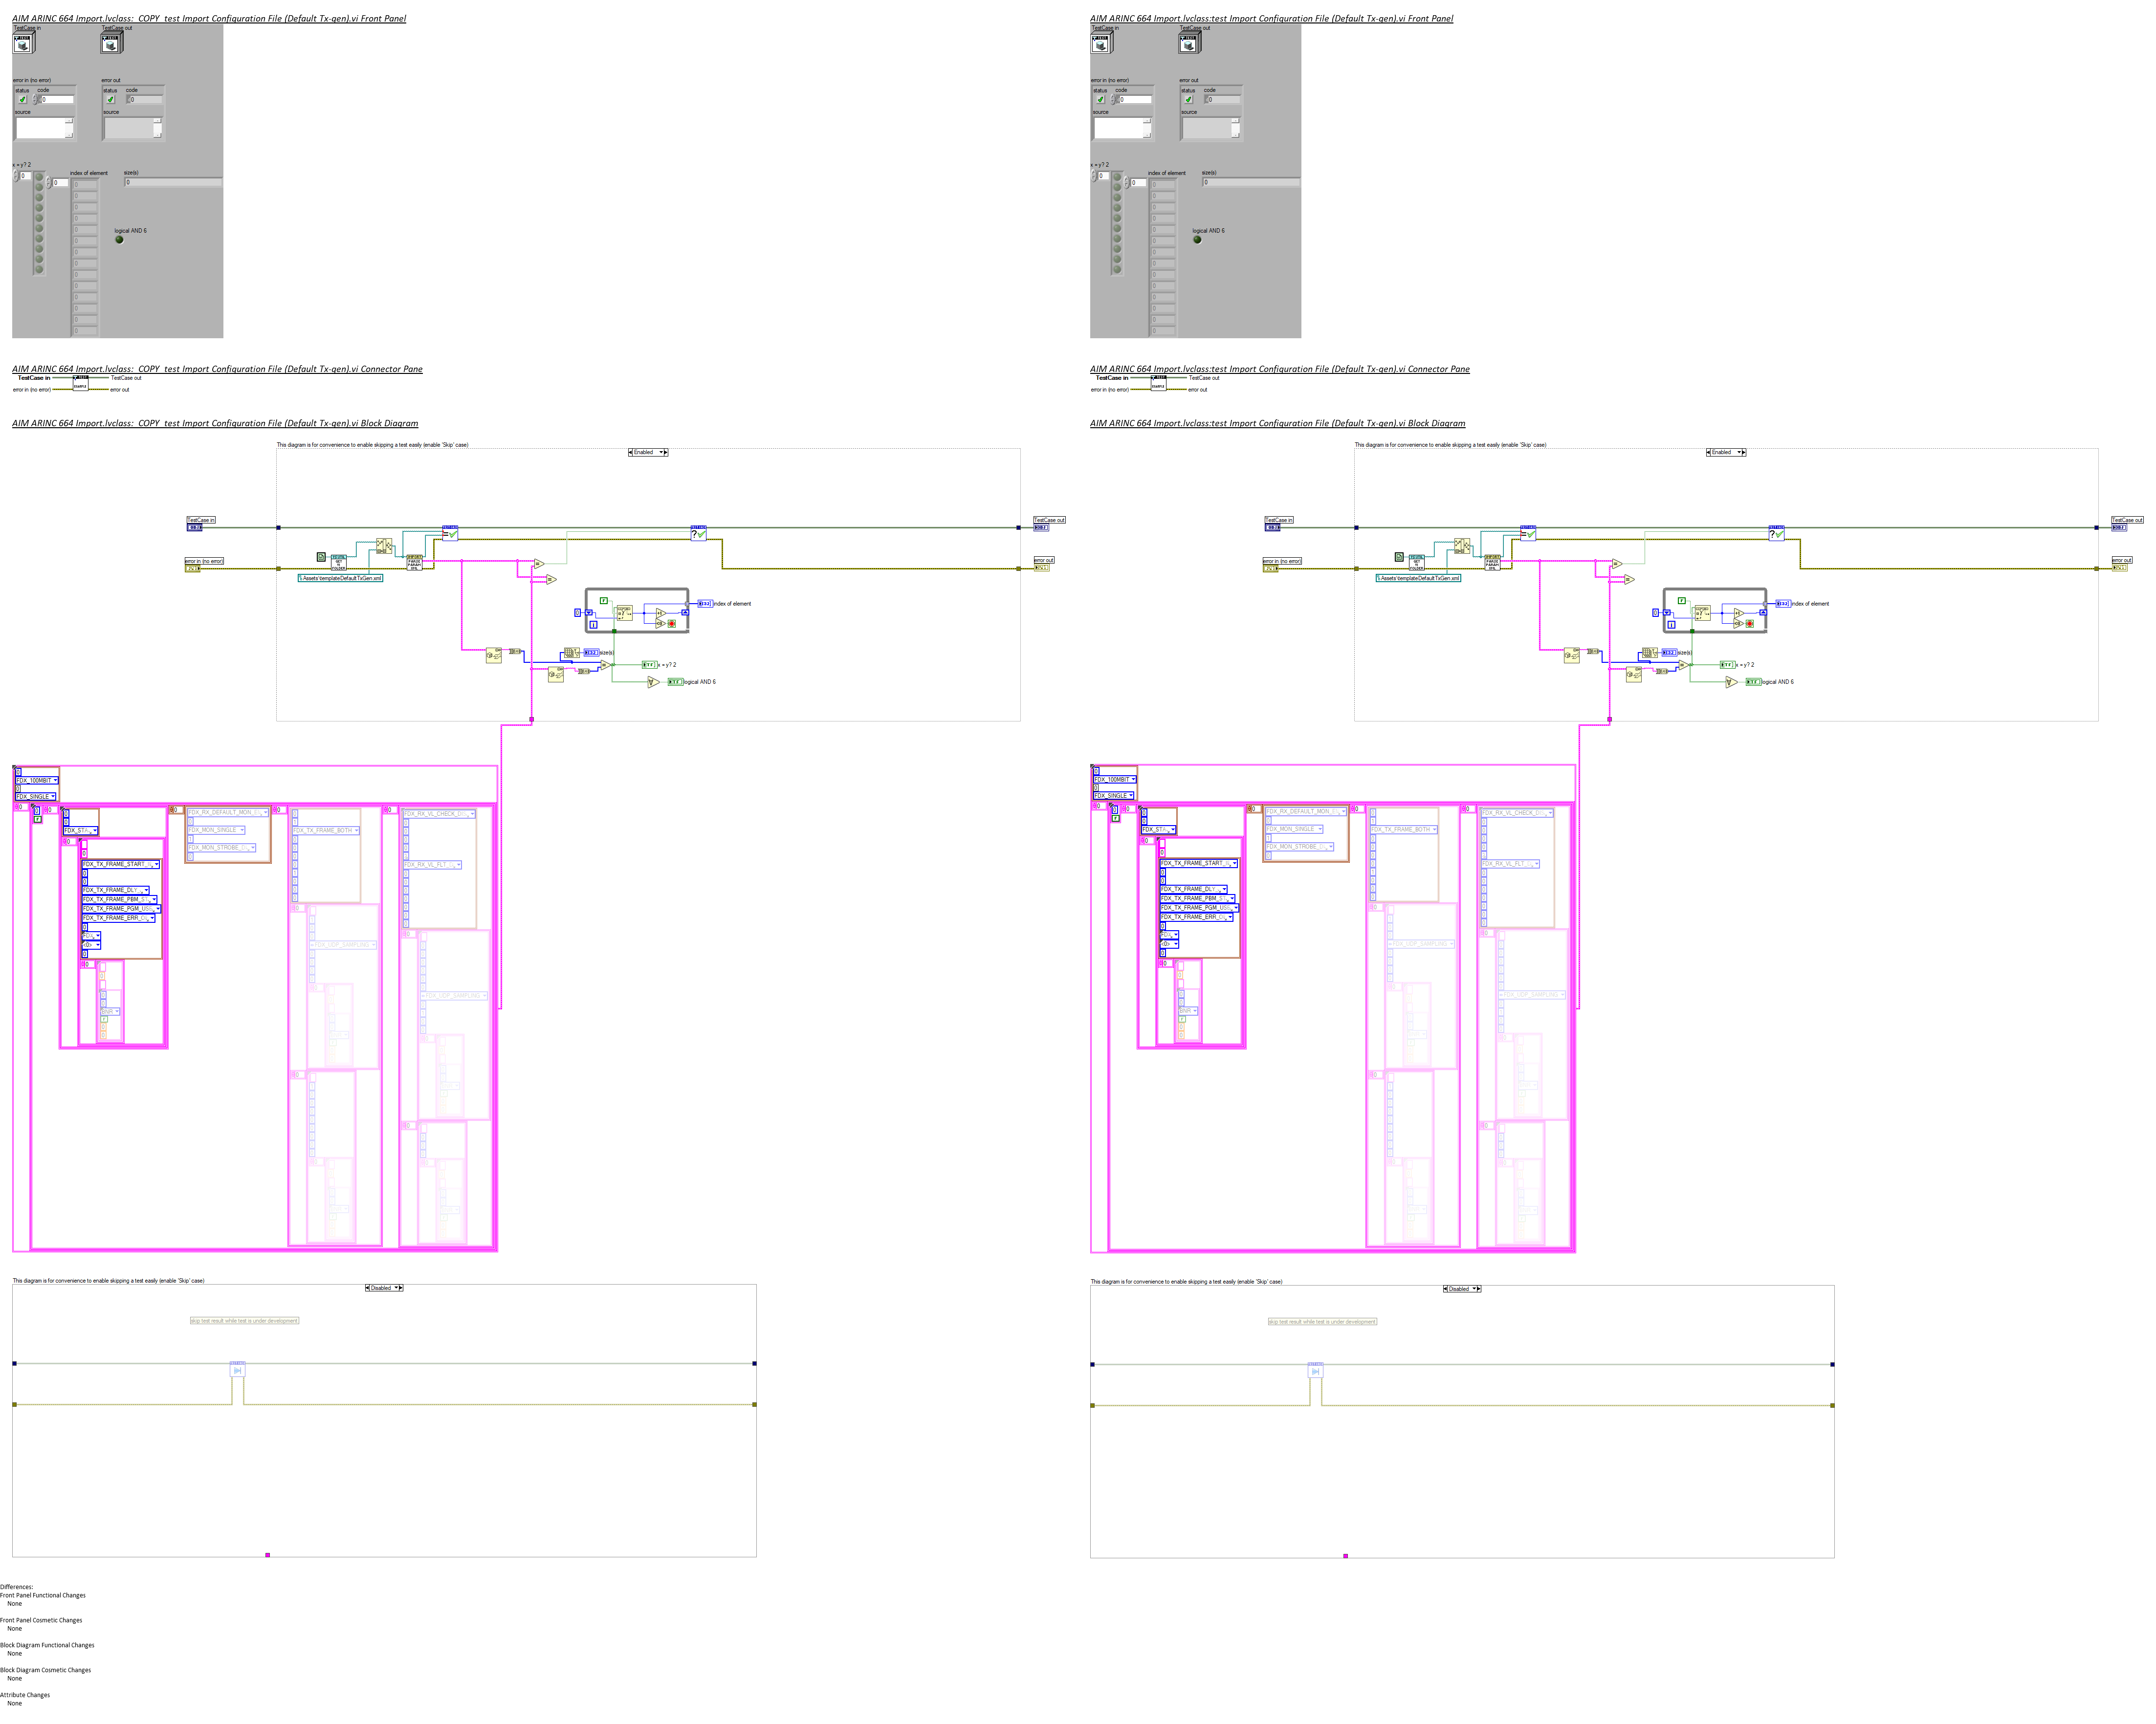 AIM ARINC 664 Import.lvclass:_COPY_test Import Configuration File (Default Tx-gen).vi Front Panel
TestCase in
TestCase out
error in (no error)
error out
status
code
status
code
0
0
source
source
x = y? 2
0
0
index of element
size(s)
0
logical AND 6
AIM ARINC 664 Import.lvclass:_COPY_test Import Configuration File (Default Tx-gen).vi Connector Pane
TestCase in
TestCase out
error in (no error)
error out
AIM ARINC 664 Import.lvclass:_COPY_test Import Configuration File (Default Tx-gen).vi Block Diagram
This diagram is for convenience to enable skipping a test easily (enable 'Skip' case)
Enabled
TestCase in
TestCase out
error in (no error)
error out
\-Assets\templateDefaultTxGen.xml
index of element
size(s)
x = y? 2
logical AND 6
FDX_100MBIT
FDX_SINGLE
FDX_STA
FDX_TX_FRAME_START
FDX_TX_FRAME_DLY
FDX_TX_FRAME_PBM_ST
FDX_TX_FRAME_PGM_USE
FDX_TX_FRAME_ERR
FDX_RX_DEFAULT_MON
FDX_MON_SINGLE
FDX_MON_STROBE
FDX_TX_FRAME_BOTH
FDX_RX_VL_CHECK
FDX_RX_VL_FLT
FDX_UDP_SAMPLING
FDX_UDP_SAMPLING
This diagram is for convenience to enable skipping a test easily (enable 'Skip' case)
Disabled
skip test result while test is under development
AIM ARINC 664 Import.lvclass:test Import Configuration File (Default Tx-gen).vi Front Panel
TestCase in
TestCase out
error in (no error)
error out
status
code
status
code
0
0
source
source
x = y? 2
0
0
index of element
size(s)
0
logical AND 6
AIM ARINC 664 Import.lvclass:test Import Configuration File (Default Tx-gen).vi Connector Pane
TestCase in
TestCase out
error in (no error)
error out
AIM ARINC 664 Import.lvclass:test Import Configuration File (Default Tx-gen).vi Block Diagram
This diagram is for convenience to enable skipping a test easily (enable 'Skip' case)
Enabled
TestCase in
TestCase out
error in (no error)
error out
\-Assets\templateDefaultTxGen.xml
index of element
size(s)
x = y? 2
logical AND 6
FDX_100MBIT
FDX_SINGLE
FDX_STA
FDX_TX_FRAME_START
FDX_TX_FRAME_DLY
FDX_TX_FRAME_PBM_ST
FDX_TX_FRAME_PGM_USE
FDX_TX_FRAME_ERR
FDX_RX_DEFAULT_MON
FDX_MON_SINGLE
FDX_MON_STROBE
FDX_TX_FRAME_BOTH
FDX_RX_VL_CHECK
FDX_RX_VL_FLT
FDX_UDP_SAMPLING
FDX_UDP_SAMPLING
This diagram is for convenience to enable skipping a test easily (enable 'Skip' case)
Disabled
skip test result while test is under development
Differences:
Front Panel Functional Changes
None
Front Panel Cosmetic Changes
None
Block Diagram Functional Changes
None
Block Diagram Cosmetic Changes
None
Attribute Changes
None